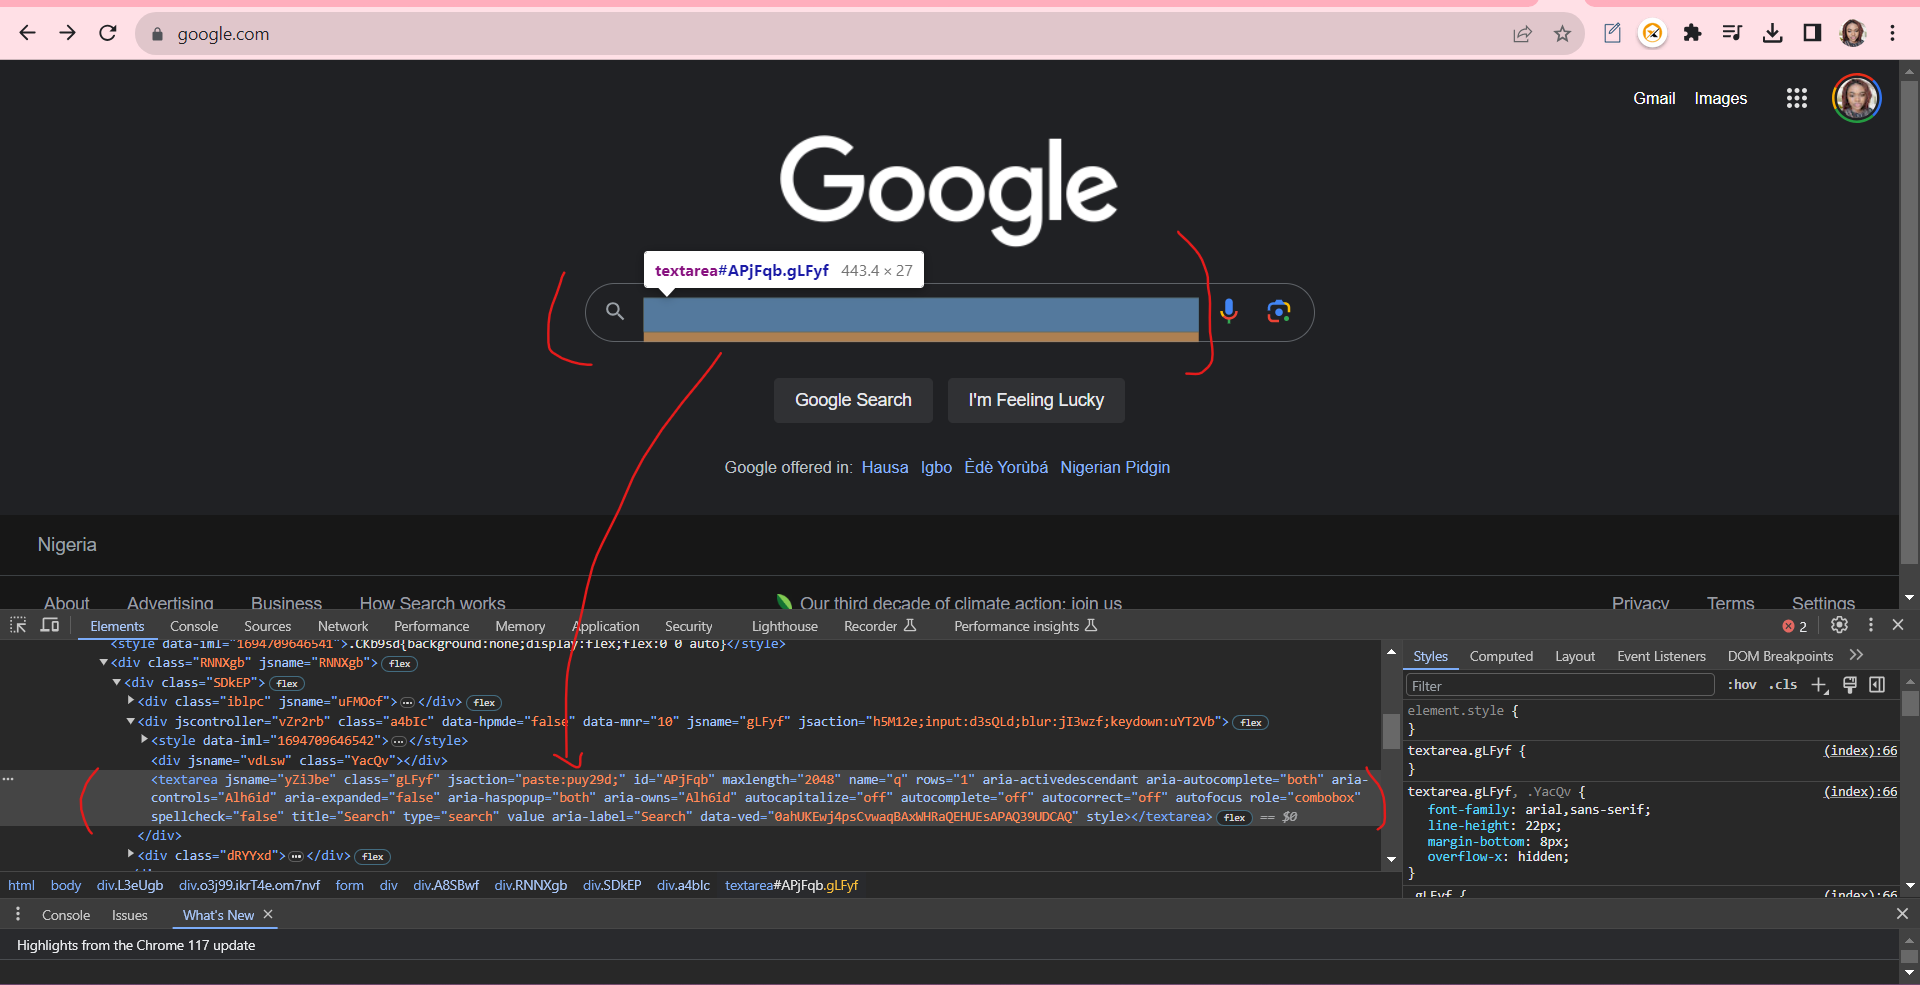 google.com
Gmail Images
Google
textarea#APjFqb.gLFyf 443.4 × 27
Google Search I'm Feeling Lucky
Google offered in: Hausa Igbo Èdè Yorùbá Nigerian Pidgin
Nigeria
About Advertising Business How Search works Our third decade of climate action: join us Privacy Terms Settings
Elements Console Sources Network Performance Memory Application Security Lighthouse Recorder Performance insights 2
<style data-iml="1694709646541">.CKb9sd{background:none;display:flex;flex:0 0 auto}</style>
<div class="RNNXgb" jsname="RNNXgb"> flex
<div class="SDkEP"> flex
<div class="iblpc" jsname="uFMOof"> … </div> flex
<div jscontroller="vZr2rb" class="a4bIc" data-hpmde="false" data-mnr="10" jsname="gLFyf" jsaction="h5M12e;input:d3sQLd;blur:jI3wzf;keydown:uYT2Vb"> flex
<style data-iml="1694709646542"> … </style>
<div jsname="vdLsw" class="YacQv"></div>
<textarea jsname="yZiJbe" class="gLFyf" jsaction="paste:puy29d;" id="APjFqb" maxlength="2048" name="q" rows="1" aria-activedescendant aria-autocomplete="both" aria-
controls="Alh6id" aria-expanded="false" aria-haspopup="both" aria-owns="Alh6id" autocapitalize="off" autocomplete="off" autocorrect="off" autofocus role="combobox"
spellcheck="false" title="Search" type="search" value aria-label="Search" data-ved="0ahUKEwj4psCvwaqBAxWHRaQEHUEsAPAQ39UDCAQ" style></textarea> flex == $0
</div>
<div class="dRYYxd"> … </div> flex
html body div.L3eUgb div.o3j99.ikrT4e.om7nvf form div div.A8SBwf div.RNNXgb div.SDkEP div.a4bIc textarea#APjFqb.gLFyf
Styles Computed Layout Event Listeners DOM Breakpoints
Filter :hov .cls
element.style {
}
textarea.gLFyf { (index):66
}
textarea.gLFyf, .YacQv { (index):66
font-family: arial,sans-serif;
line-height: 22px;
margin-bottom: 8px;
overflow-x: hidden;
}
.gLFyf { (index):66
Console Issues What's New
Highlights from the Chrome 117 update